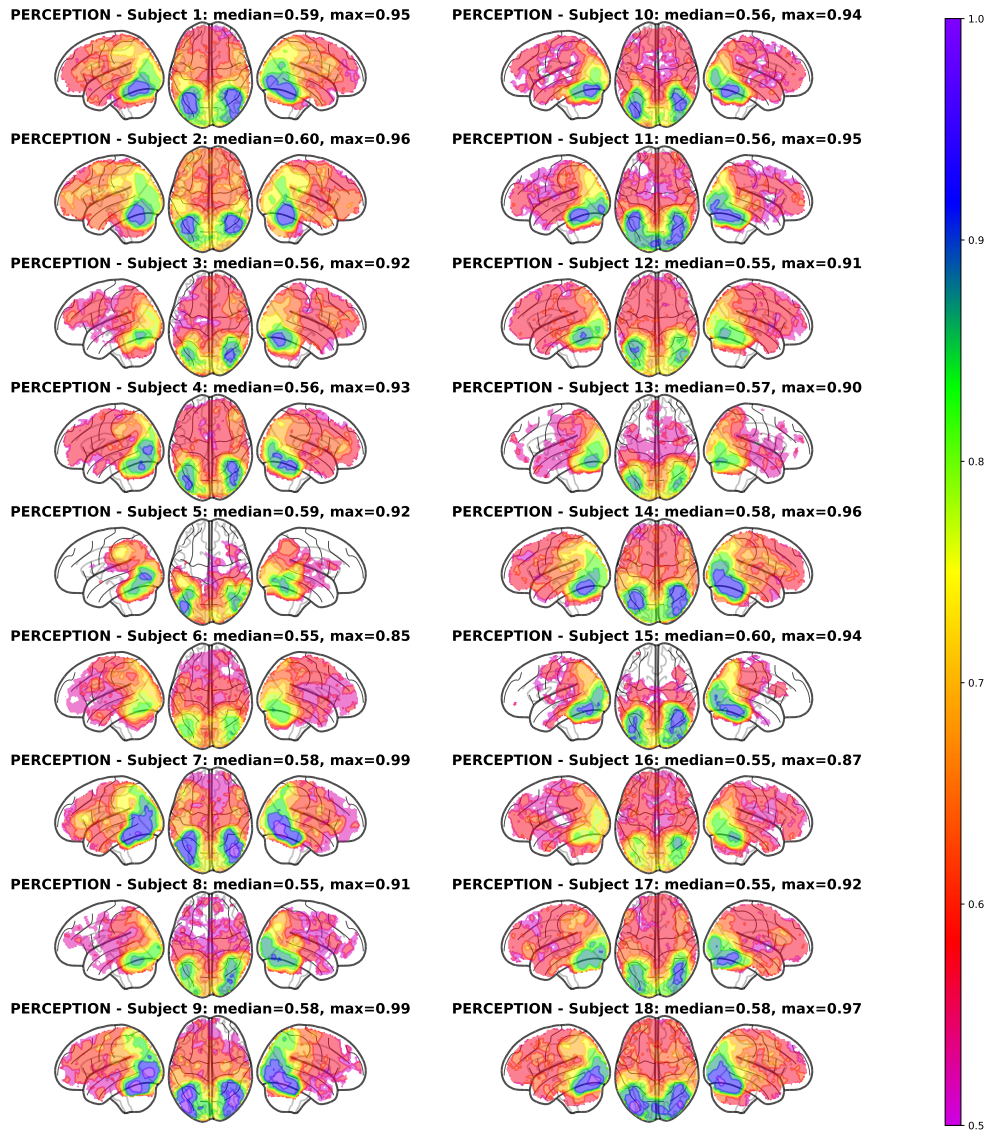 PERCEPTION - Subject 1: median=0.59, max=0.95
PERCEPTION - Subject 2: median=0.60, max=0.96
PERCEPTION - Subject 3: median=0.56, max=0.92
PERCEPTION - Subject 4: median=0.56, max=0.93
PERCEPTION - Subject 5: median=0.59, max=0.92
PERCEPTION - Subject 6: median=0.55, max=0.85
PERCEPTION - Subject 7: median=0.58, max=0.99
PERCEPTION - Subject 8: median=0.55, max=0.91
PERCEPTION - Subject 9: median=0.58, max=0.99
PERCEPTION - Subject 10: median=0.56, max=0.94
PERCEPTION - Subject 11: median=0.56, max=0.95
PERCEPTION - Subject 12: median=0.55, max=0.91
PERCEPTION - Subject 13: median=0.57, max=0.90
PERCEPTION - Subject 14: median=0.58, max=0.96
PERCEPTION - Subject 15: median=0.60, max=0.94
PERCEPTION - Subject 16: median=0.55, max=0.87
PERCEPTION - Subject 17: median=0.55, max=0.92
PERCEPTION - Subject 18: median=0.58, max=0.97
1.0
0.9
0.8
0.7
0.6
0.5